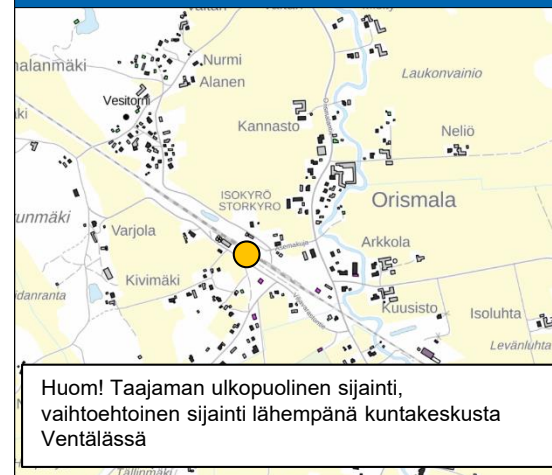 Nurmi
Alanen
Laukonvainio
Vesitorni
Kannasto
Neliö
ISOKYRÖ
STORKYRO
Orismala
Varjola
Arkkola
Kivimäki
Kuusisto
Isoluhta
Levänluhta
Huom! Taajaman ulkopuolinen sijainti,
vaihtoehtoinen sijainti lähempänä kuntakeskusta
Ventälässä